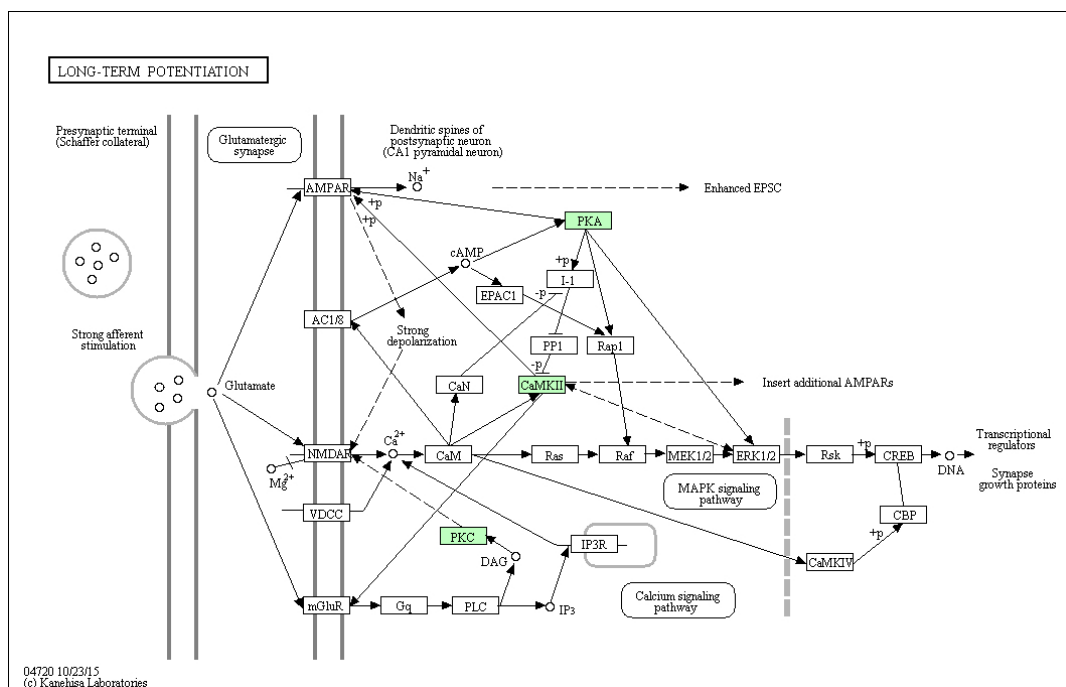 LONG-TERM POTENTIATION
Presynaptic terminal
(Schaffer collateral)
Glutamatergic
synapse
Dendritic spines of
postsynaptic neuron
(CA1 pyramidal neuron)
Na+
AMPAR
Enhanced EPSC
+p
+p
PKA
cAMP
+p
I-1
-p
EPAC1
AC1/8
Strong afferent
stimulation
Strong
depolarization
PP1
Rap1
-p
CaN
CaMKII
Insert additional AMPARs
Glutamate
Ca2+
NMDAR
CaM
Ras
Raf
MEK1/2
ERK1/2
Rsk
+p
CREB
DNA
Transcriptional
regulators
Synapse
growth proteins
Mg2+
MAPK signaling
pathway
VDCC
CBP
PKC
+p
DAG
IP3R
CaMKIV
mGluR
Gq
PLC
IP3
Calcium signaling
pathway
04720 10/23/15
(c) Kanehisa Laboratories